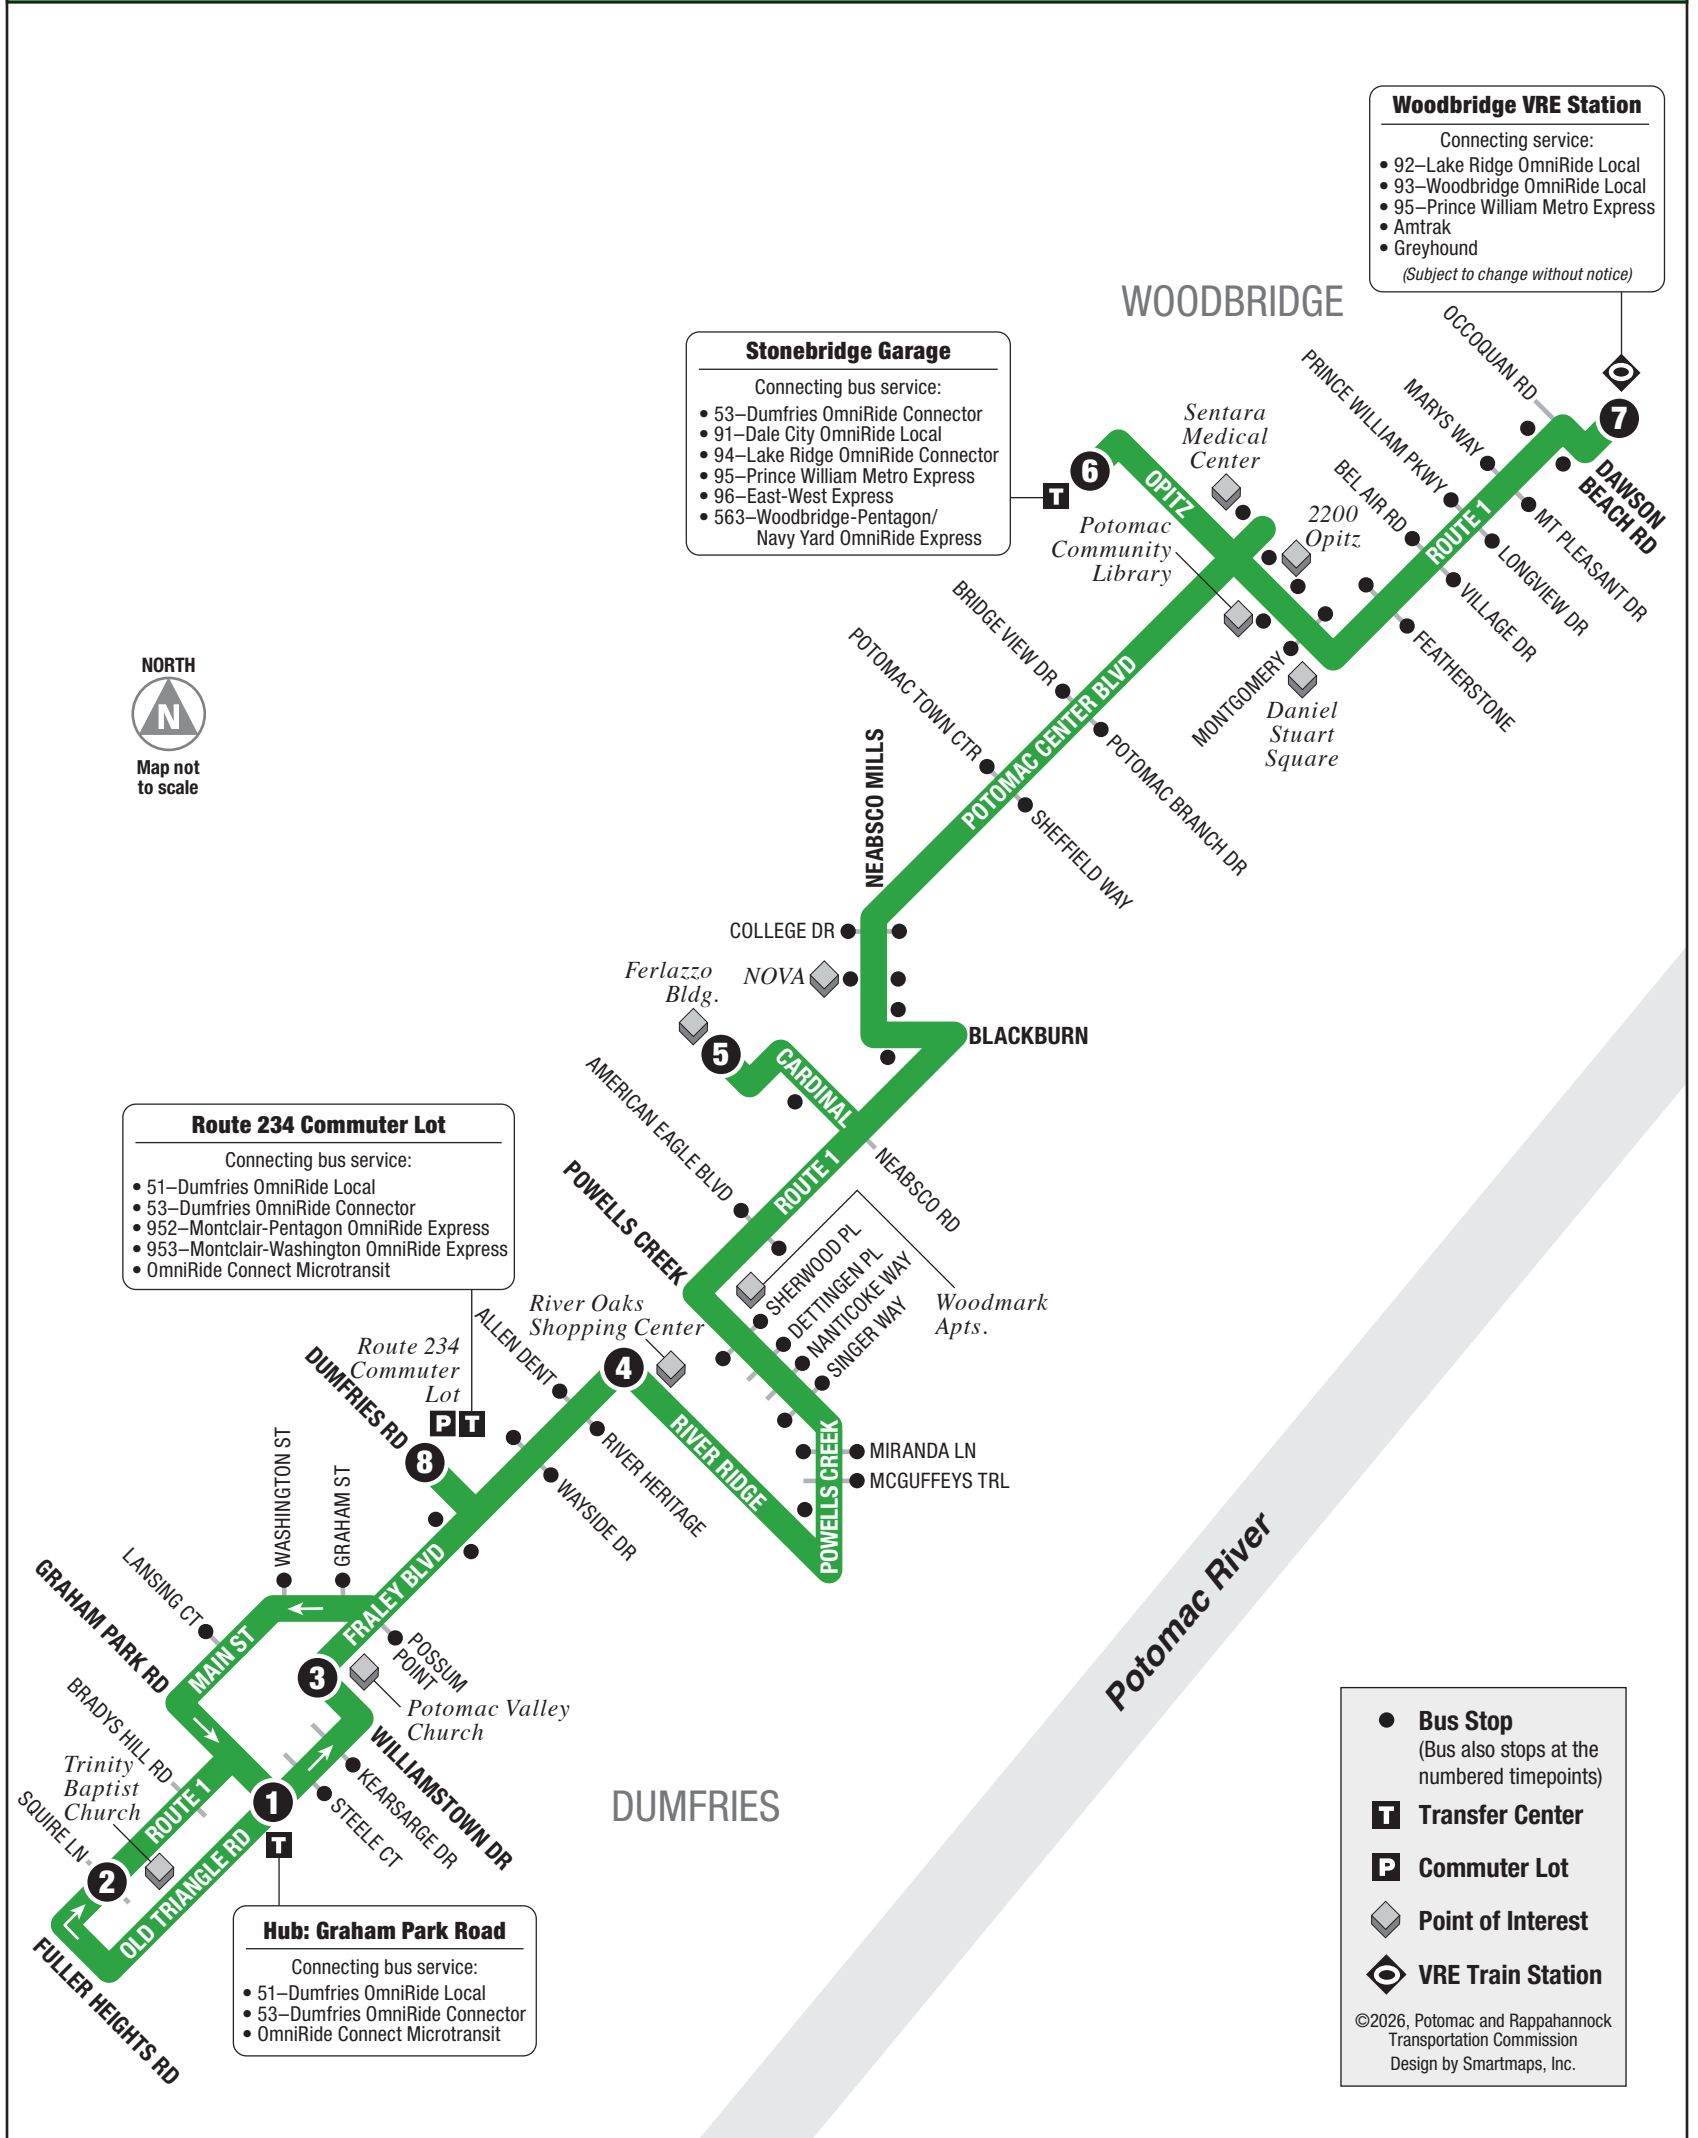 Woodbridge VRE Station
Connecting service:
• 92–Lake Ridge OmniRide Local
• 93–Woodbridge OmniRide Local
• 95–Prince William Metro Express
• Amtrak
• Greyhound
(Subject to change without notice)
WOODBRIDGE
Stonebridge Garage
Connecting bus service:
• 53–Dumfries OmniRide Connector
• 91–Dale City OmniRide Local
• 94–Lake Ridge OmniRide Connector
• 95–Prince William Metro Express
• 96–East-West Express
• 563–Woodbridge-Pentagon/
Navy Yard OmniRide Express
T
6
OPITZ
Sentara
Medical
Center
2200
Opitz
Potomac
Community
Library
OCCOQUAN RD
PRINCE WILLIAM PKWY
MARYS WAY
BEL AIR RD
7
DAWSON
BEACH RD
ROUTE 1
MT PLEASANT DR
LONGVIEW DR
VILLAGE DR
FEATHERSTONE
MONTGOMERY
Daniel
Stuart
Square
BRIDGE VIEW DR
POTOMAC TOWN CTR
POTOMAC CENTER BLVD
POTOMAC BRANCH DR
SHEFFIELD WAY
NORTH
N
Map not
to scale
NEABSCO MILLS
COLLEGE DR
NOVA
Ferlazzo
Bldg.
5
CARDINAL
BLACKBURN
AMERICAN EAGLE BLVD
ROUTE 1
NEABSCO RD
POWELLS CREEK
Route 234 Commuter Lot
Connecting bus service:
• 51–Dumfries OmniRide Local
• 53–Dumfries OmniRide Connector
• 952–Montclair-Pentagon OmniRide Express
• 953–Montclair-Washington OmniRide Express
• OmniRide Connect Microtransit
SHERWOOD PL
DETTINGEN PL
NANTICOKE WAY
SINGER WAY
Woodmark
Apts.
River Oaks
Shopping Center
ALLEN DENT
Route 234
Commuter
Lot
P T
DUMFRIES RD
8
4
RIVER RIDGE
RIVER HERITAGE
WAYSIDE DR
POWELLS CREEK
MIRANDA LN
MCGUFFEYS TRL
WASHINGTON ST
GRAHAM ST
LANSING CT
GRAHAM PARK RD
MAIN ST
FRALEY BLVD
3
POSSUM
POINT
Potomac Valley
Church
BRADYS HILL RD
Trinity
Baptist
Church
SQUIRE LN
ROUTE 1
1
T
2
OLD TRIANGLE RD
FULLER HEIGHTS RD
WILLIAMSTOWN DR
KEARSARGE DR
STEELE CT
DUMFRIES
Potomac River
Hub: Graham Park Road
Connecting bus service:
• 51–Dumfries OmniRide Local
• 53–Dumfries OmniRide Connector
• OmniRide Connect Microtransit
Bus Stop
(Bus also stops at the
numbered timepoints)
T Transfer Center
P Commuter Lot
Point of Interest
VRE Train Station
©2026, Potomac and Rappahannock
Transportation Commission
Design by Smartmaps, Inc.